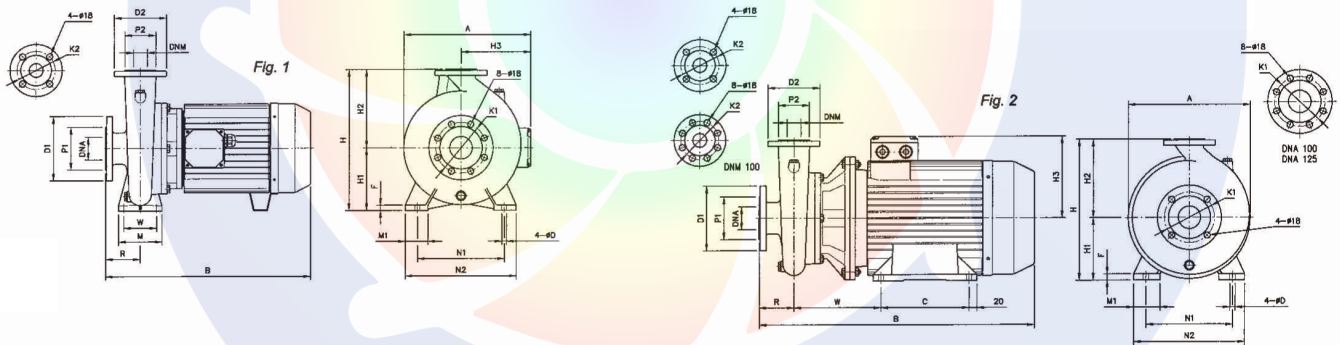 4-ø18
K2
D2
P2
DNM
Fig. 1
D1
P1
DNA
W
M
R
B
A
H3
8-ø18
K1
H
H2
H1
F
M1
4-øD
N1
N2
4-ø18
K2
8-ø18
K2
DNM 100
D2
P2
DNM
Fig. 2
D1
P1
DNA
H3
R
W
C
20
B
A
H
H2
H1
K1
4-ø18
F
M1
4-øD
N1
N2
8-ø18
K1
DNA 100
DNA 125